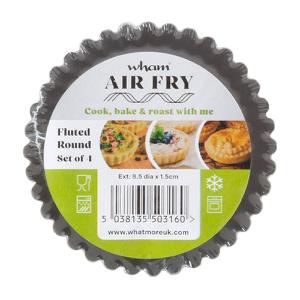 wham®
AIR FRY
Cook, bake & roast with me
Fluted
Round
Set of 4
Ext: 8.5 dia x 1.5cm
5 038135 503160 >
www.whatmoreuk.com